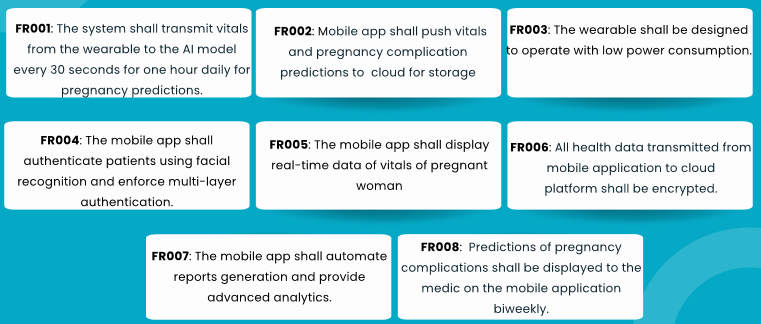 FR001: The system shall transmit vitals
from the wearable to the AI model
every 30 seconds for one hour daily for
pregnancy predictions.
FR002: Mobile app shall push vitals
and pregnancy complication
predictions to cloud for storage
FR003: The wearable shall be designed
to operate with low power consumption.
FR004: The mobile app shall
authenticate patients using facial
recognition and enforce multi-layer
authentication.
FR005: The mobile app shall display
real-time data of vitals of pregnant
woman
FR006: All health data transmitted from
mobile application to cloud
platform shall be encrypted.
FR007: The mobile app shall automate
reports generation and provide
advanced analytics.
FR008: Predictions of pregnancy
complications shall be displayed to the
medic on the mobile application
biweekly.